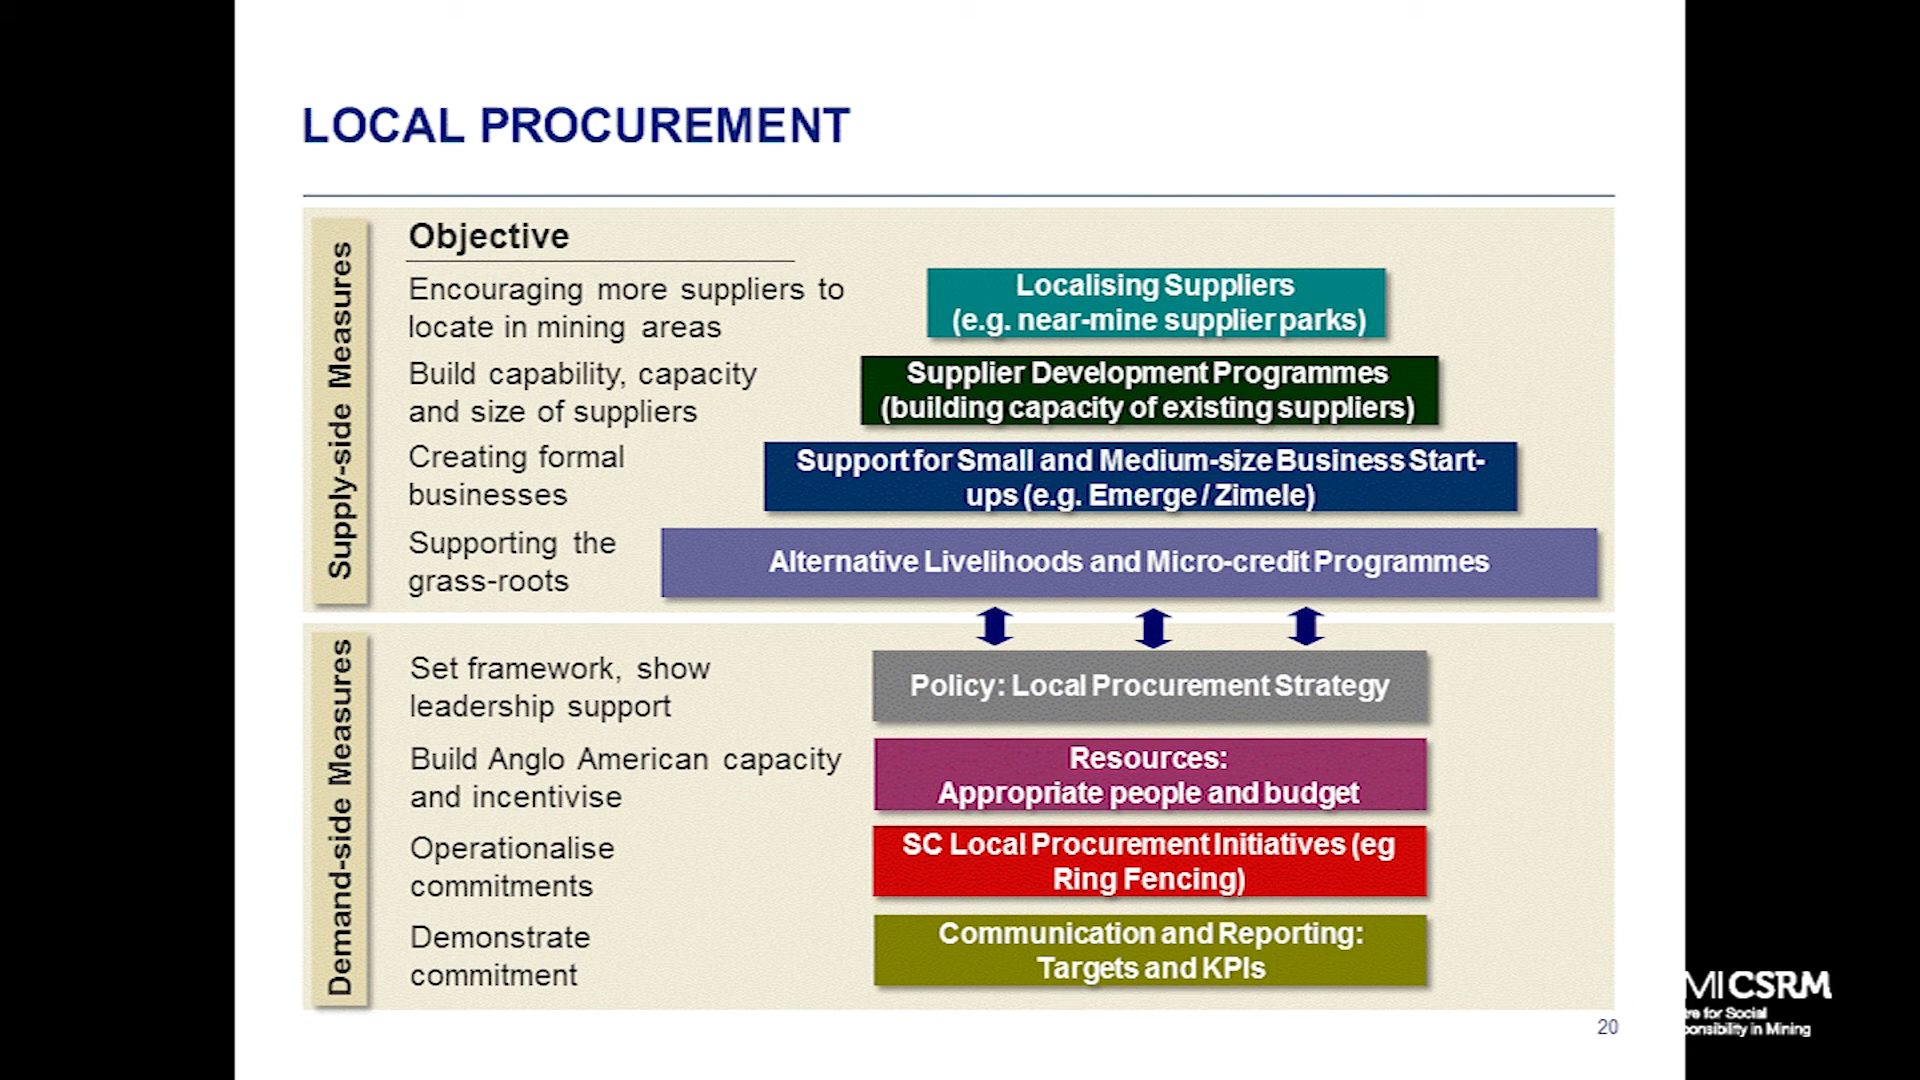 LOCAL PROCUREMENT
Supply-side Measures
Objective
Encouraging more suppliers to
locate in mining areas
Localising Suppliers
(e.g. near-mine supplier parks)
Build capability, capacity
and size of suppliers
Supplier Development Programmes
(building capacity of existing suppliers)
Creating formal
businesses
Support for Small and Medium-size Business Start-
ups (e.g. Emerge / Zimele)
Supporting the
grass-roots
Alternative Livelihoods and Micro-credit Programmes
Demand-side Measures
Set framework, show
leadership support
Policy: Local Procurement Strategy
Build Anglo American capacity
and incentivise
Resources:
Appropriate people and budget
Operationalise
commitments
SC Local Procurement Initiatives (eg
Ring Fencing)
Demonstrate
commitment
Communication and Reporting:
Targets and KPIs
20
CSRM
for Social
in Mining